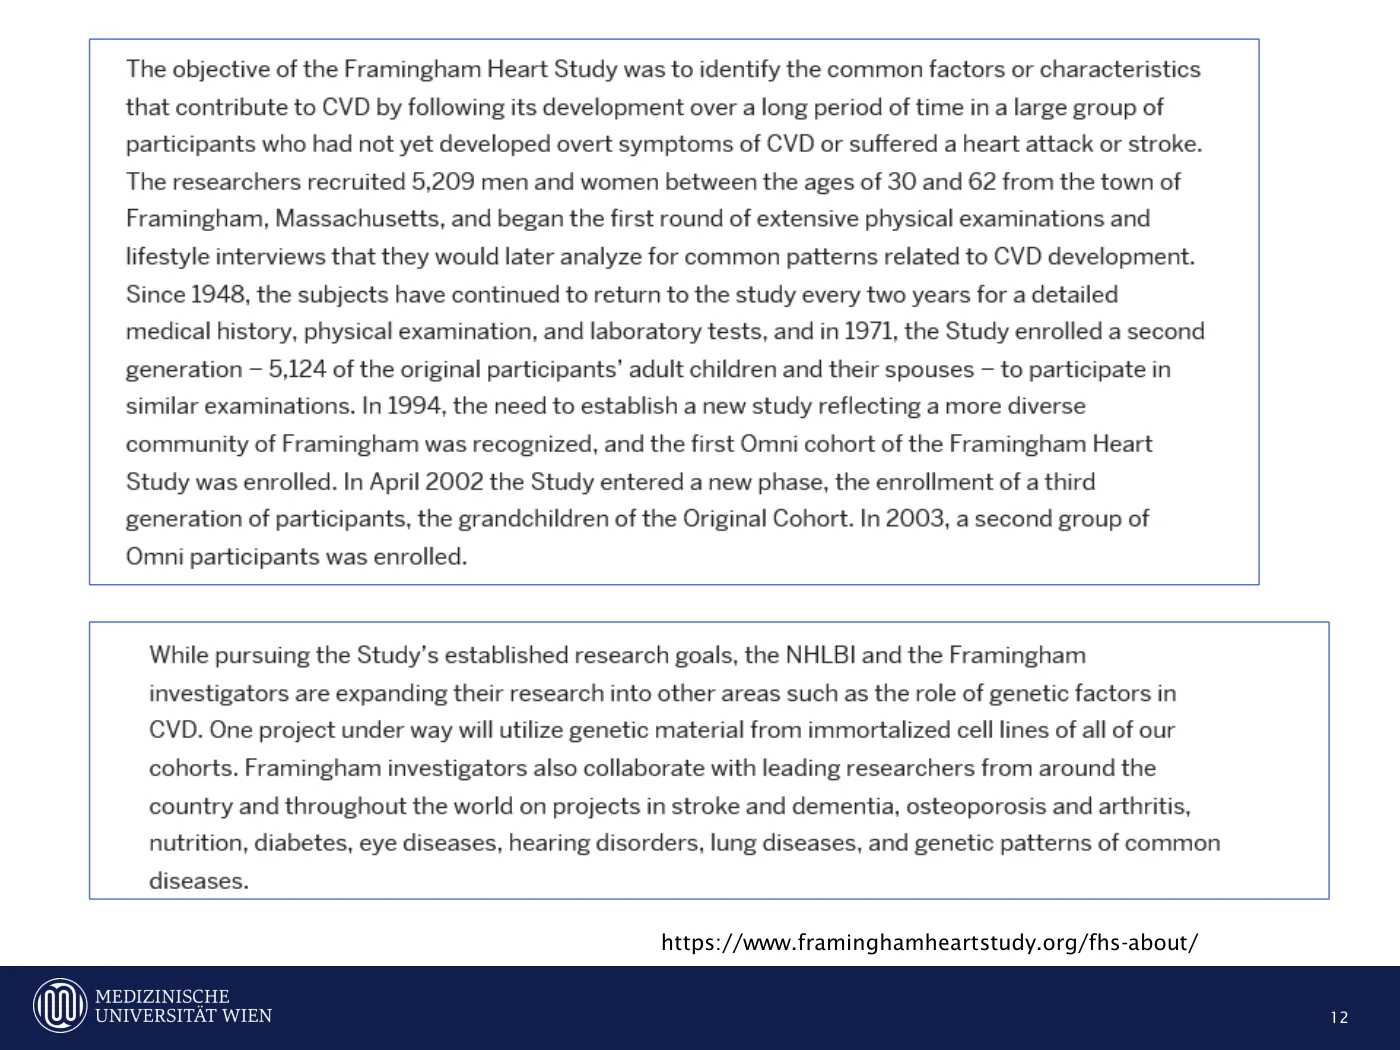 The objective of the Framingham Heart Study was to identify the common factors or characteristics
that contribute to CVD by following its development over a long period of time in a large group of
participants who had not yet developed overt symptoms of CVD or suffered a heart attack or stroke.
The researchers recruited 5,209 men and women between the ages of 30 and 62 from the town of
Framingham, Massachusetts, and began the first round of extensive physical examinations and
lifestyle interviews that they would later analyze for common patterns related to CVD development.
Since 1948, the subjects have continued to return to the study every two years for a detailed
medical history, physical examination, and laboratory tests, and in 1971, the Study enrolled a second
generation – 5,124 of the original participants’ adult children and their spouses – to participate in
similar examinations. In 1994, the need to establish a new study reflecting a more diverse
community of Framingham was recognized, and the first Omni cohort of the Framingham Heart
Study was enrolled. In April 2002 the Study entered a new phase, the enrollment of a third
generation of participants, the grandchildren of the Original Cohort. In 2003, a second group of
Omni participants was enrolled.
While pursuing the Study’s established research goals, the NHLBI and the Framingham
investigators are expanding their research into other areas such as the role of genetic factors in
CVD. One project under way will utilize genetic material from immortalized cell lines of all of our
cohorts. Framingham investigators also collaborate with leading researchers from around the
country and throughout the world on projects in stroke and dementia, osteoporosis and arthritis,
nutrition, diabetes, eye diseases, hearing disorders, lung diseases, and genetic patterns of common
diseases.
https://www.framinghamheartstudy.org/fhs-about/
MEDIZINISCHE
UNIVERSITÄT WIEN
12